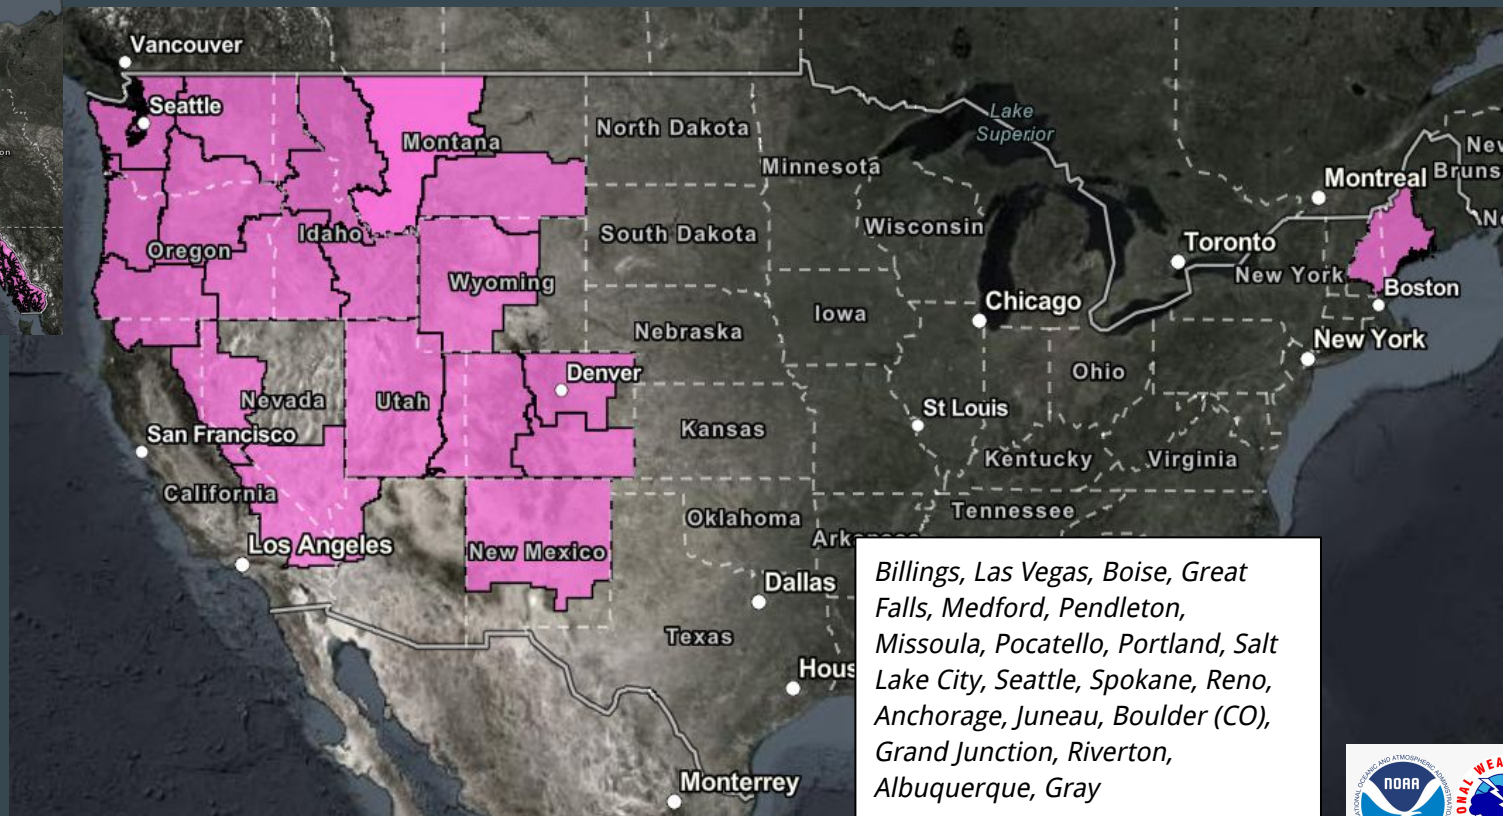 Vancouver
Seattle
Montana
North Dakota
Minnesota
Lake
Superior
Montreal
Oregon
Idaho
South Dakota
Wisconsin
Toronto
New York
Wyoming
Boston
Chicago
Iowa
Nebraska
New York
Denver
Ohio
Nevada
Utah
St Louis
San Francisco
Kansas
Kentucky
Virginia
California
Oklahoma
Tennessee
Los Angeles
New Mexico
Dallas
Texas
Monterrey
Billings, Las Vegas, Boise, Great
Falls, Medford, Pendleton,
Missoula, Pocatello, Portland, Salt
Lake City, Seattle, Spokane, Reno,
Anchorage, Juneau, Boulder (CO),
Grand Junction, Riverton,
Albuquerque, Gray
NOAA